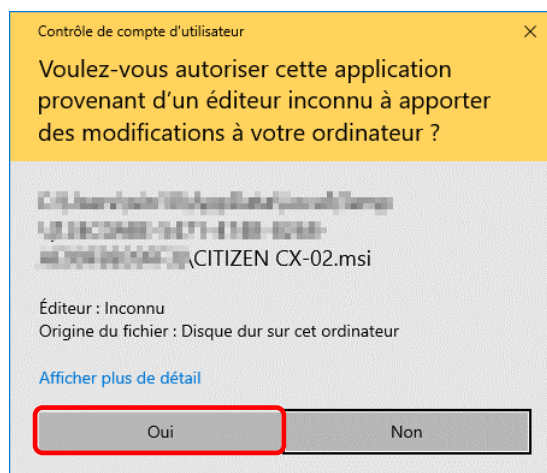 Contrôle de compte d'utilisateur
Voulez-vous autoriser cette application
provenant d'un éditeur inconnu à apporter
des modifications à votre ordinateur ?
\CITIZEN CX-02.msi
Éditeur : Inconnu
Origine du fichier : Disque dur sur cet ordinateur
Afficher plus de détail
Oui
Non